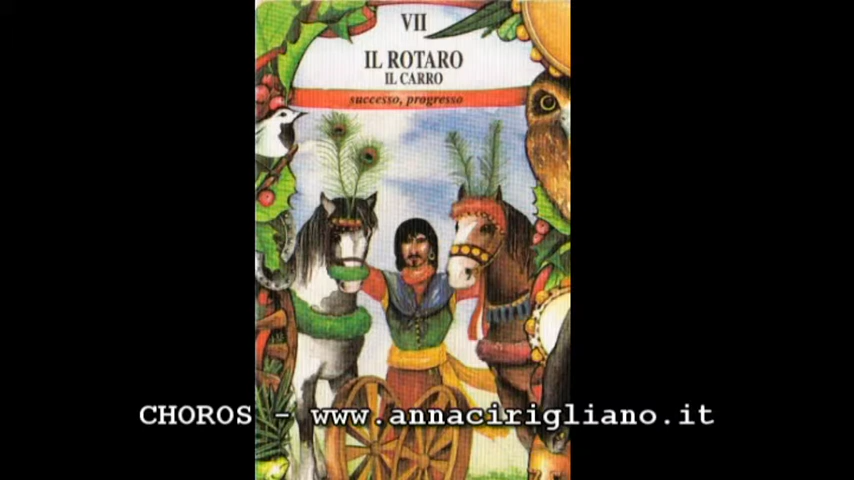 VII
IL ROTARO
IL CARRO
successo, progresso
CHOROS - www.annacirigliano.it